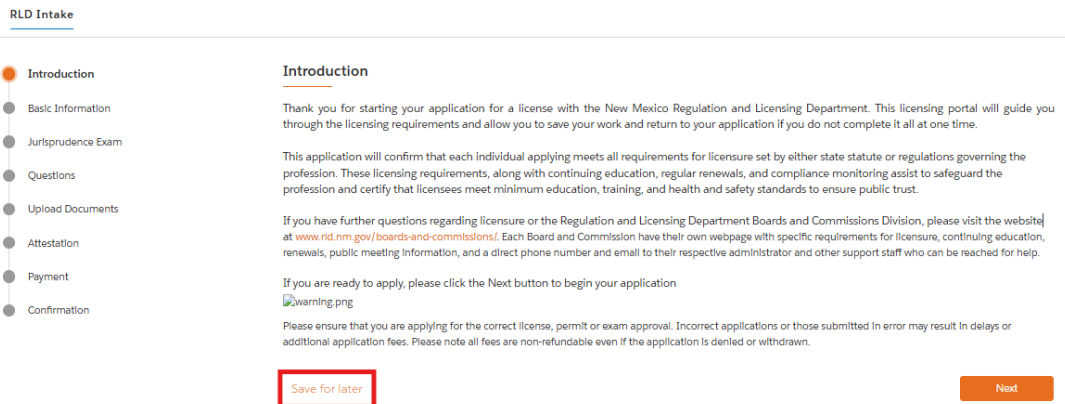 RLD Intake
Introduction
Basic Information
Jurisprudence Exam
Questions
Upload Documents
Attestation
Payment
Confirmation
Introduction
Thank you for starting your application for a license with the New Mexico Regulation and Licensing Department. This licensing portal will guide you
through the licensing requirements and allow you to save your work and return to your application if you do not complete it all at one time.
This application will confirm that each individual applying meets all requirements for licensure set by either state statute or regulations governing the
profession. These licensing requirements, along with continuing education, regular renewals, and compliance monitoring assist to safeguard the
profession and certify that licensees meet minimum education, training, and health and safety standards to ensure public trust.
If you have further questions regarding licensure or the Regulation and Licensing Department Boards and Commissions Division, please visit the website
at www.rld.nm.gov/boards-and-commissions/. Each Board and Commission have their own webpage with specific requirements for licensure, continuing education,
renewals, public meeting information, and a direct phone number and email to their respective administrator and other support staff who can be reached for help.
If you are ready to apply, please click the Next button to begin your application
warning.png
Please ensure that you are applying for the correct license, permit or exam approval. Incorrect applications or those submitted in error may result in delays or
additional application fees. Please note all fees are non-refundable even if the application is denied or withdrawn.
Save for later
Next